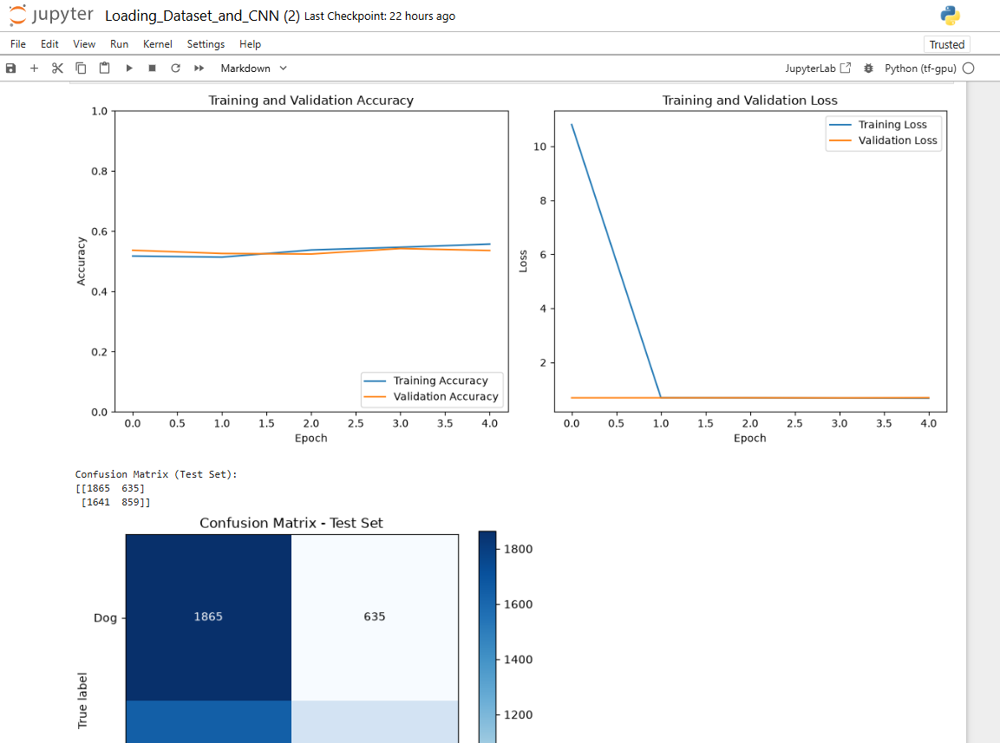 jupyter Loading_Dataset_and_CNN (2) Last Checkpoint: 22 hours ago
File Edit View Run Kernel Settings Help
Trusted
Markdown
JupyterLab
Python (tf-gpu)
Training and Validation Accuracy
1.0
0.8
0.6
0.4
0.2
0.0
Accuracy
Training Accuracy
Validation Accuracy
0.0 0.5 1.0 1.5 2.0 2.5 3.0 3.5 4.0
Epoch
Training and Validation Loss
Training Loss
Validation Loss
10
8
6
4
2
Loss
0.0 0.5 1.0 1.5 2.0 2.5 3.0 3.5 4.0
Epoch
Confusion Matrix (Test Set):
[[1865 635]
[1641 859]]
Confusion Matrix - Test Set
Dog
1865 635
True label
1800
1600
1400
1200